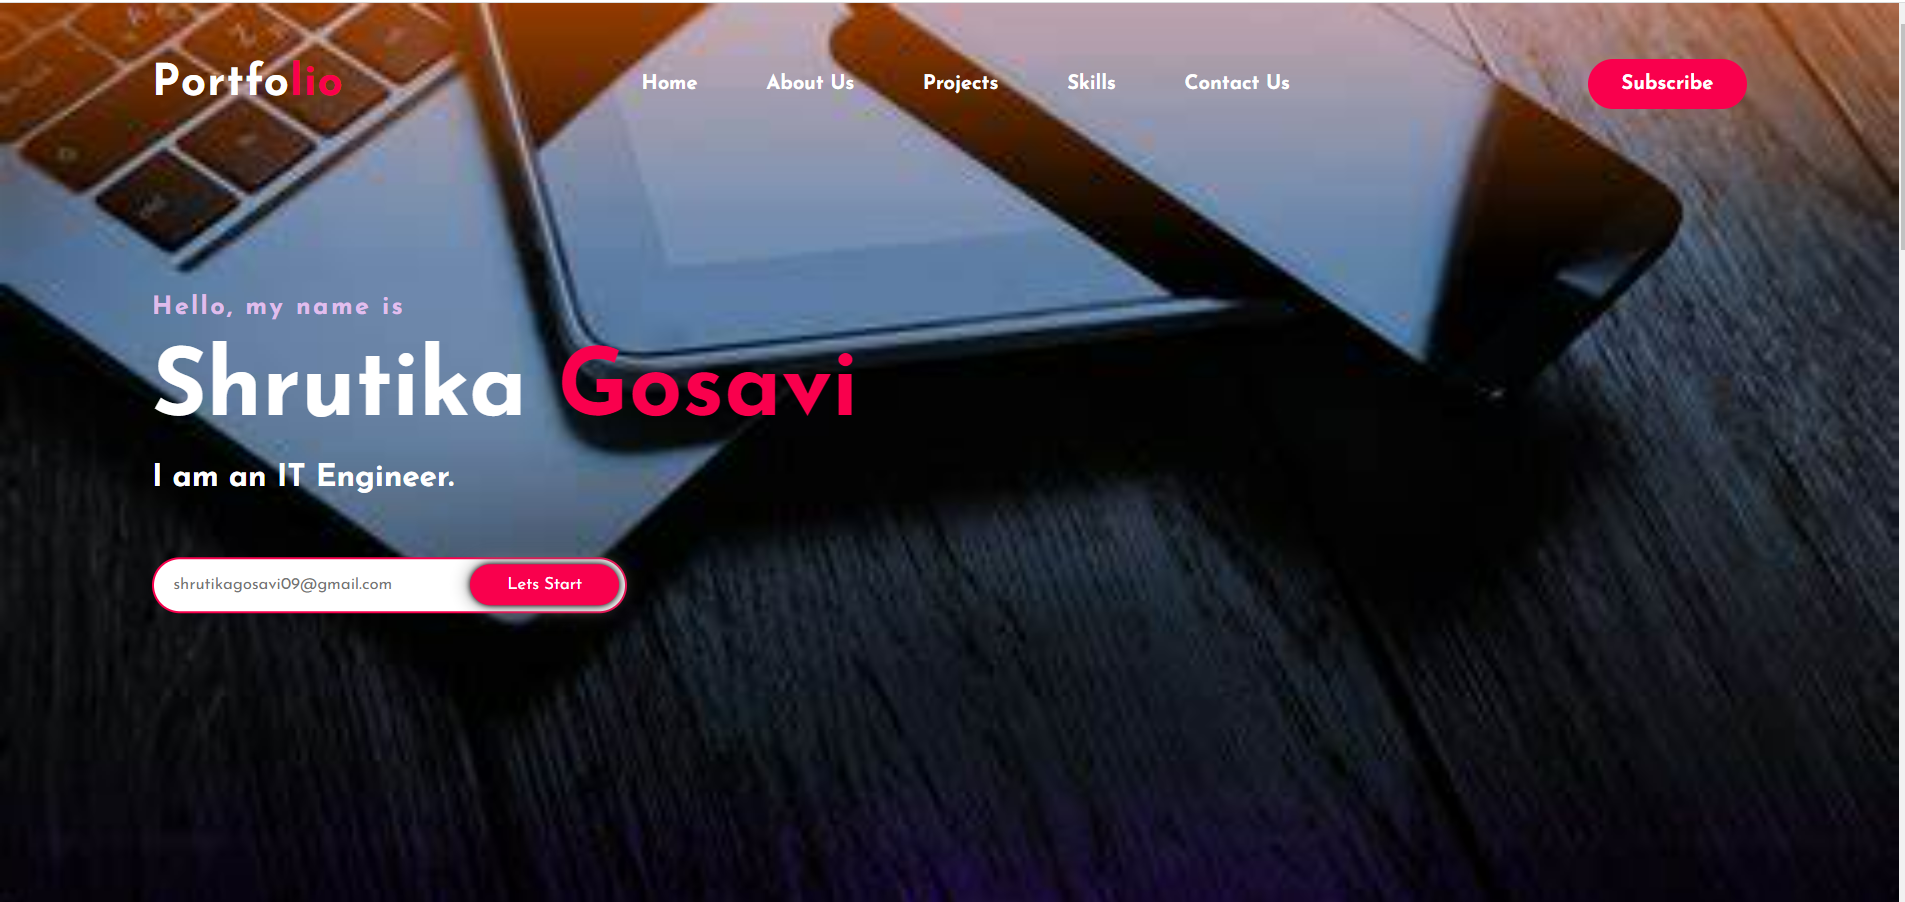 Portfolio
Home About Us Projects Skills Contact Us
Subscribe
Hello, my name is
Shrutika Gosavi
I am an IT Engineer.
shrutikagosavi09@gmail.com
Lets Start